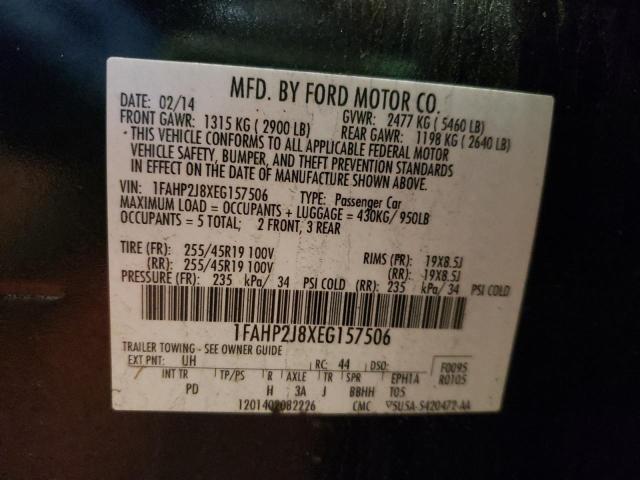 MFD. BY FORD MOTOR CO.
DATE: 02/14 GVWR: 2477 KG ( 5460 LB)
FRONT GAWR: 1315 KG ( 2900 LB) REAR GAWR: 1198 KG ( 2640 LB)
*THIS VEHICLE CONFORMS TO ALL APPLICABLE FEDERAL MOTOR
VEHICLE SAFETY, BUMPER, AND THEFT PREVENTION STANDARDS
IN EFFECT ON THE DATE OF MANUFACTURE SHOWN ABOVE.
VIN: 1FAHP2J8XEG157506 TYPE: Passenger Car
MAXIMUM LOAD = OCCUPANTS + LUGGAGE = 430KG/950LB
OCCUPANTS = 5 TOTAL; 2 FRONT, 3 REAR
TIRE (FR): 255/45R19 100V RIMS (FR): 19X8.5J
(RR): 255/45R19 100V (RR): 19X8.5J
PRESSURE (FR): 235 kPa/ 34 PSI COLD (RR): 235 kPa/34 PSI COLD
1FAHP2J8XEG157506
TRAILER TOWING - SEE OWNER GUIDE
EXT PNT: UH RC: 44 DSO: F0095
R0105
INT TR TP/PS R AXLE TR SPR EPH1A
PD H 3A J BBHH T05
1201402082226 CMC